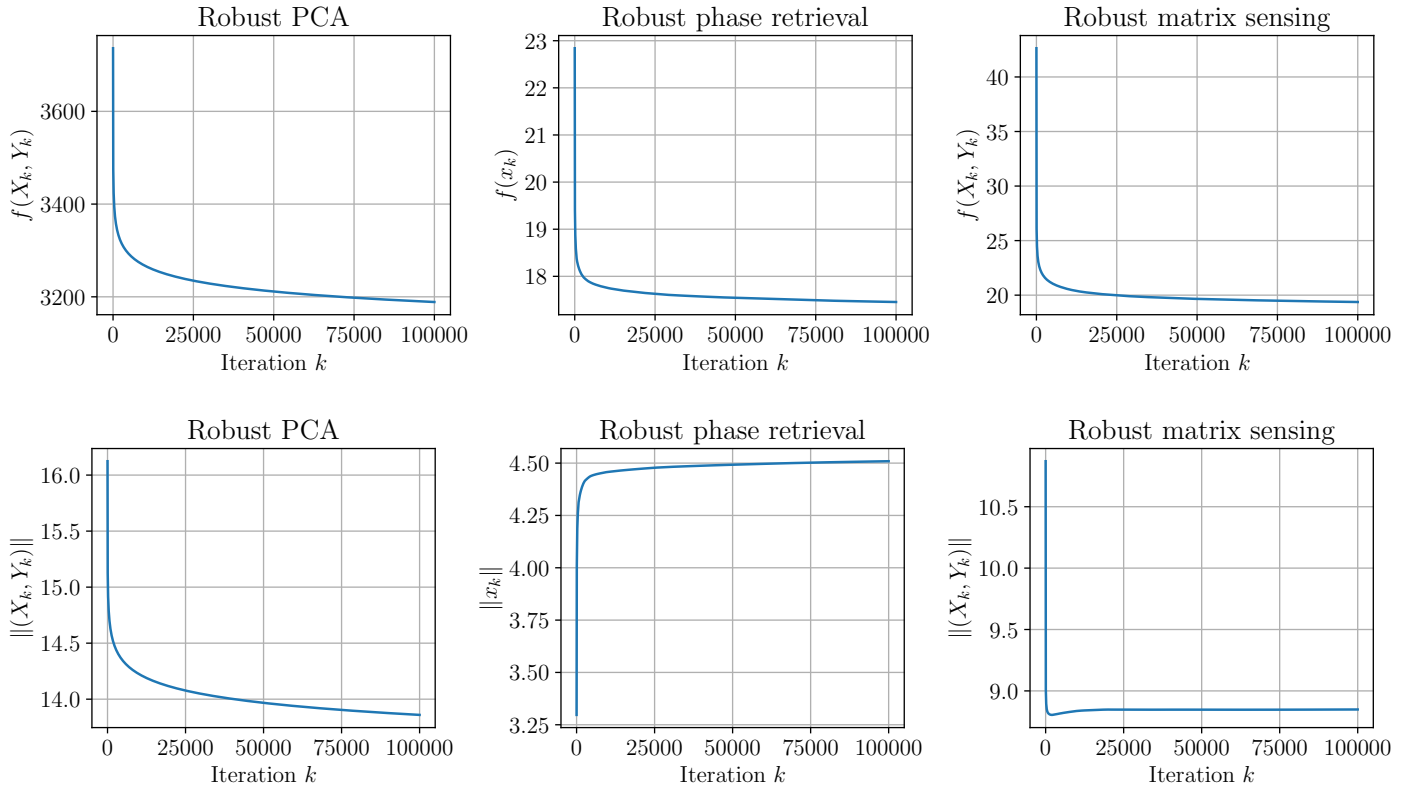 Robust PCA
f(X_k, Y_k)
3600
3400
3200
0 25000 50000 75000 100000
Iteration k
Robust phase retrieval
f(x_k)
23
22
21
20
19
18
0 25000 50000 75000 100000
Iteration k
Robust matrix sensing
f(X_k, Y_k)
40
35
30
25
20
0 25000 50000 75000 100000
Iteration k
Robust PCA
‖(X_k, Y_k)‖
16.0
15.5
15.0
14.5
14.0
0 25000 50000 75000 100000
Iteration k
Robust phase retrieval
‖x_k‖
4.50
4.25
4.00
3.75
3.50
3.25
0 25000 50000 75000 100000
Iteration k
Robust matrix sensing
‖(X_k, Y_k)‖
10.5
10.0
9.5
9.0
0 25000 50000 75000 100000
Iteration k